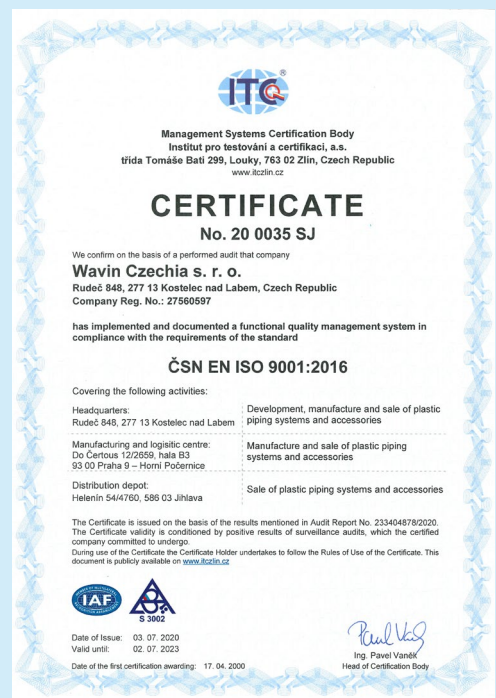 ITC®
Management Systems Certification Body
Institut pro testování a certifikaci, a.s.
třída Tomáše Bati 299, Louky, 763 02 Zlín, Czech Republic
www.itczlin.cz
CERTIFICATE
No. 20 0035 SJ
We confirm on the basis of a performed audit that company
Wavin Czechia s. r. o.
Rudeč 848, 277 13 Kostelec nad Labem, Czech Republic
Company Reg. No.: 27560597
has implemented and documented a functional quality management system in
compliance with the requirements of the standard
ČSN EN ISO 9001:2016
Covering the following activities:
Headquarters:
Rudeč 848, 277 13 Kostelec nad Labem
Development, manufacture and sale of plastic
piping systems and accessories
Manufacturing and logisitic centre:
Do Čertous 12/2659, hala B3
93 00 Praha 9 – Horní Počernice
Manufacture and sale of plastic piping
systems and accessories
Distribution depot:
Helenín 54/4760, 586 03 Jihlava
Sale of plastic piping systems and accessories
The Certificate is issued on the basis of the results mentioned in Audit Report No. 233404878/2020.
The Certificate validity is conditioned by positive results of surveillance audits, which the certified
company committed to undergo.
During use of the Certificate the Certificate Holder undertakes to follow the Rules of Use of the Certificate. This
document is publicly available on www.itczlin.cz
IAF
S 3002
Date of Issue: 03. 07. 2020
Valid until: 02. 07. 2023
Date of the first certification awarding: 17. 04. 2000
Ing. Pavel Vaněk
Head of Certification Body